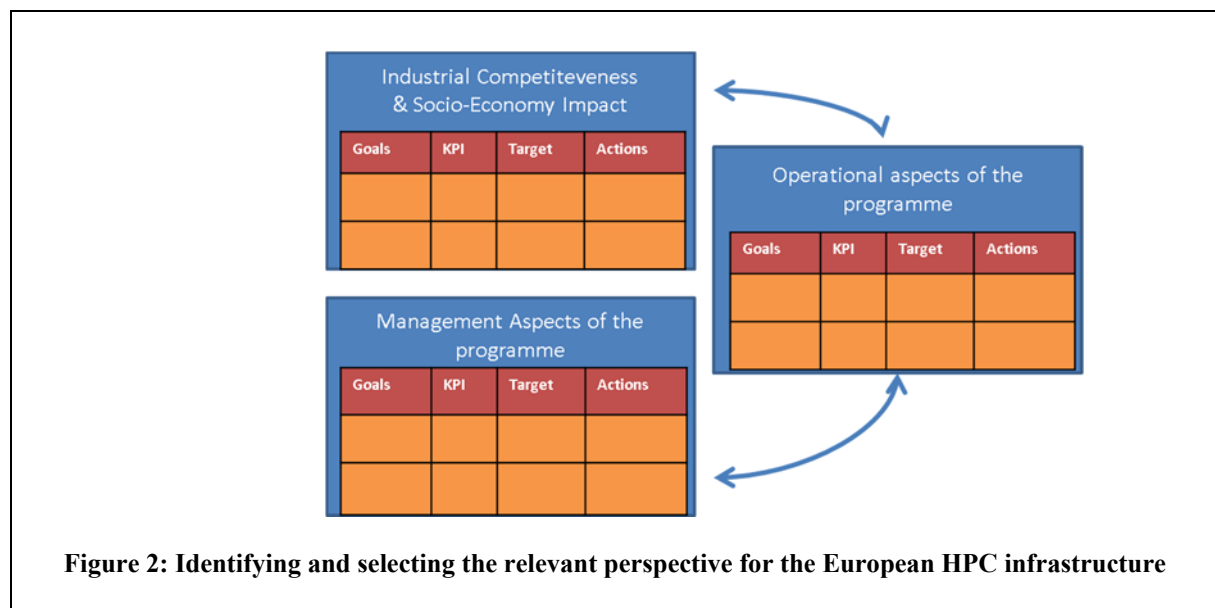 Industrial Competiteveness
& Socio-Economy Impact
Goals KPI Target Actions
Operational aspects of the
programme
Goals KPI Target Actions
Management Aspects of the
programme
Goals KPI Target Actions
Figure 2: Identifying and selecting the relevant perspective for the European HPC infrastructure